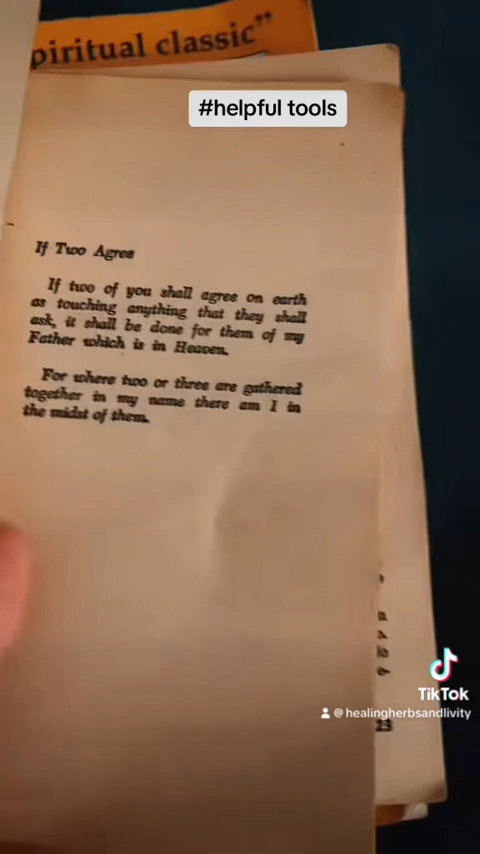 piritual classic"
#helpful tools
If Two Agree
If two of you shall agree on earth
as touching anything that they shall
ask, it shall be done for them of my
Father which is in Heaven.
For where two or three are gathered
together in my name there am I in
the midst of them.
lo
23
TikTok
@healingherbsandlivity